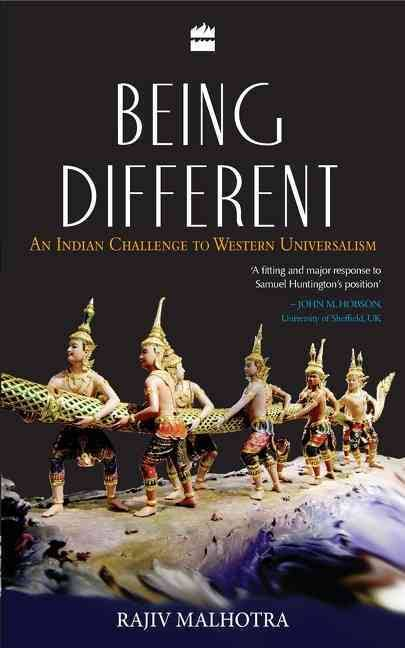 BEING
DIFFERENT
AN INDIAN CHALLENGE TO WESTERN UNIVERSALISM
'A fitting and major response to
Samuel Huntington's position'
– JOHN M. HOBSON,
University of Sheffield, UK
RAJIV MALHOTRA